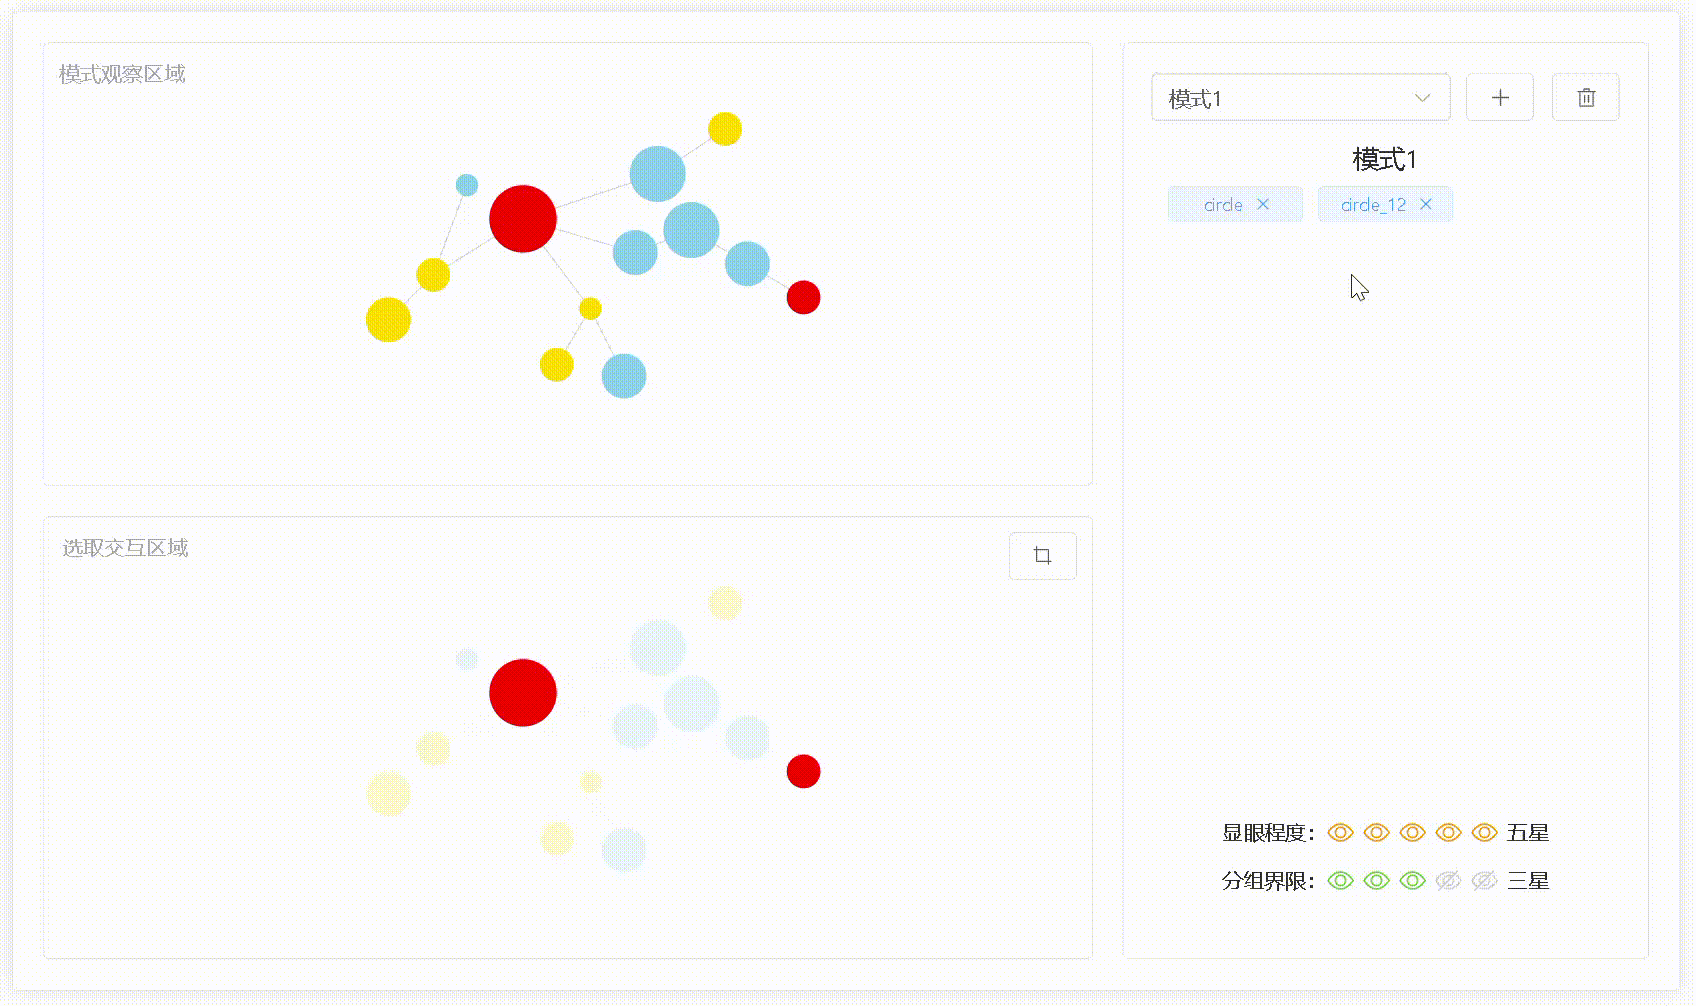 模式观察区域
模式1
模式1
circle
circle_12
选取交互区域
显眼程度: 五星
分组界限: 三星